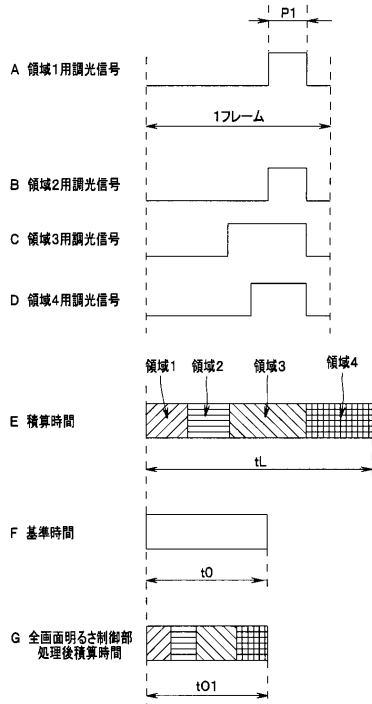 P1
A 領域1用調光信号
1フレーム
B 領域2用調光信号
C 領域3用調光信号
D 領域4用調光信号
領域1 領域2 領域3 領域4
E 積算時間
tL
F 基準時間
t0
G 全画面明るさ制御部
処理後積算時間
t01